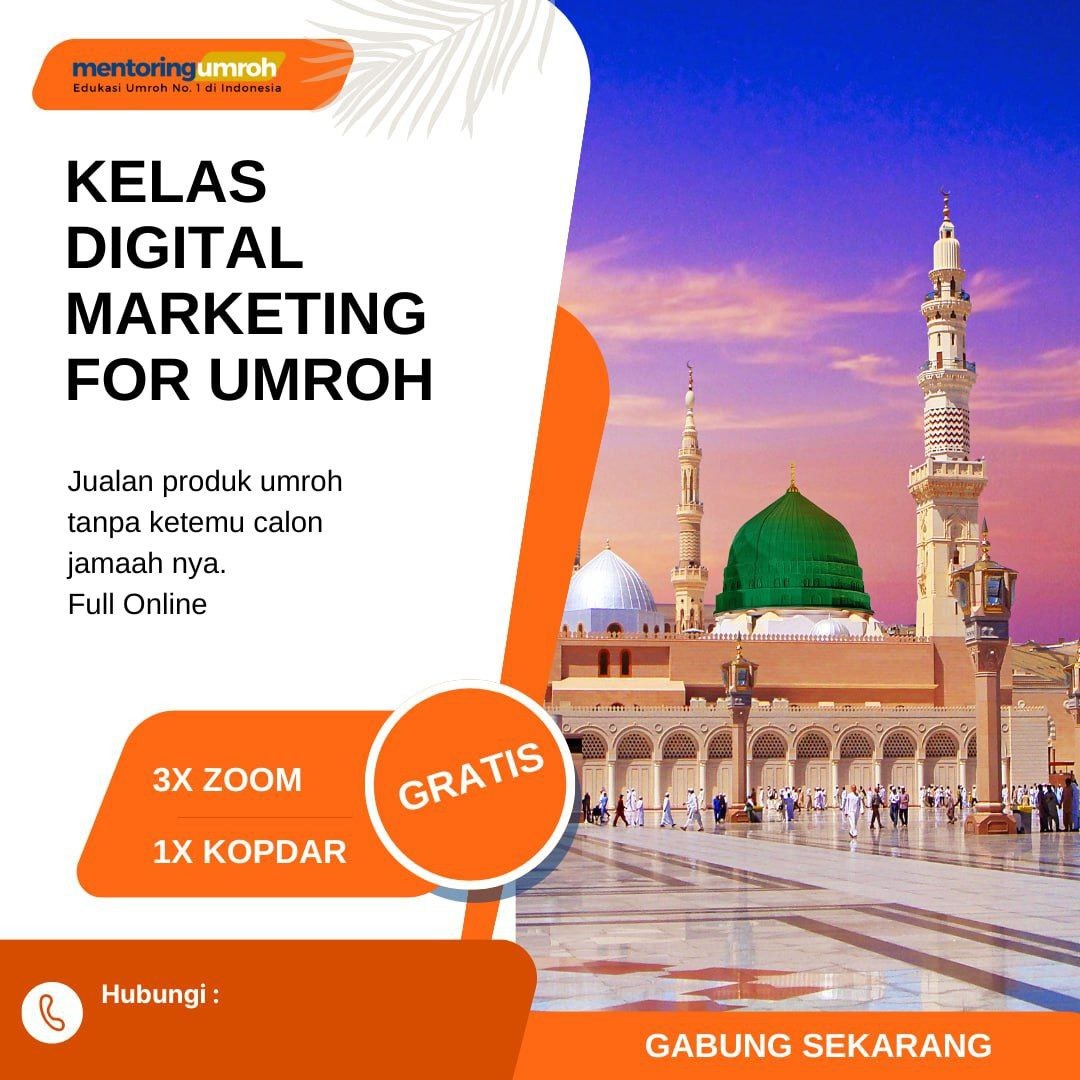 mentoringumroh
Edukasi Umroh No. 1 di Indonesia
KELAS
DIGITAL
MARKETING
FOR UMROH
Jualan produk umroh
tanpa ketemu calon
jamaah nya.
Full Online
3X ZOOM
1X KOPDAR
GRATIS
Hubungi :
GABUNG SEKARANG